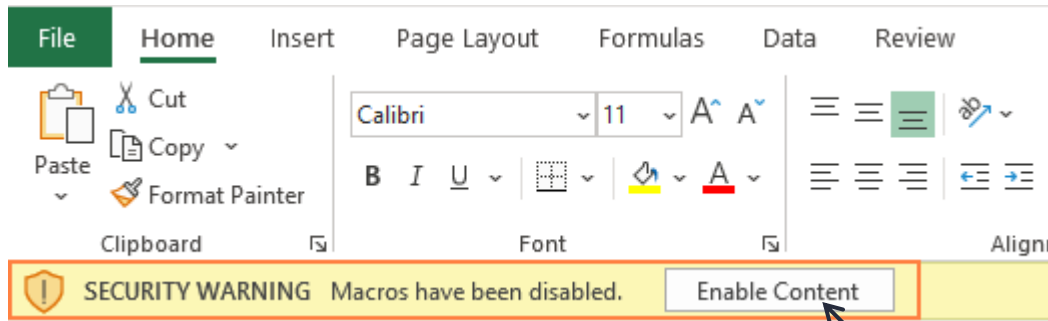 File Home Insert Page Layout Formulas Data Review
Cut
Calibri 11 A A
Copy
Paste
B I U A
Format Painter
Clipboard Font
SECURITY WARNING Macros have been disabled. Enable Content